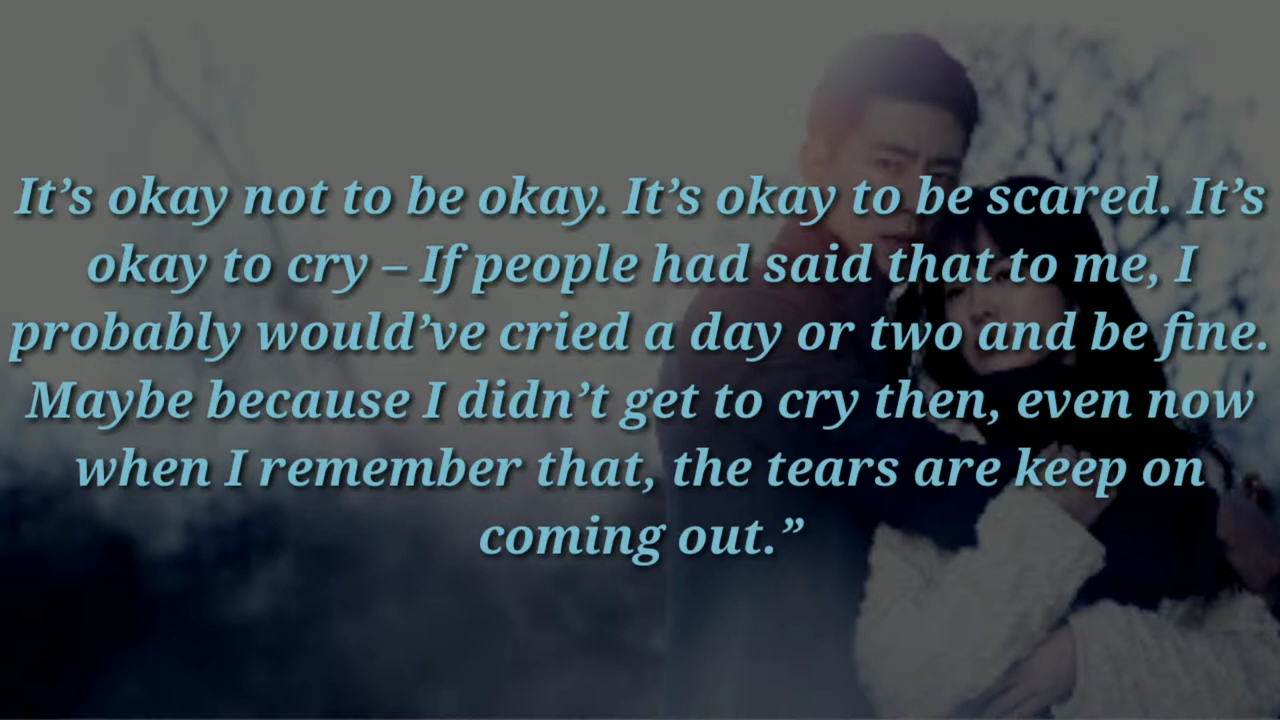 It’s okay not to be okay. It’s okay to be scared. It’s
okay to cry – If people had said that to me, I
probably would’ve cried a day or two and be fine.
Maybe because I didn’t get to cry then, even now
when I remember that, the tears are keep on
coming out.”